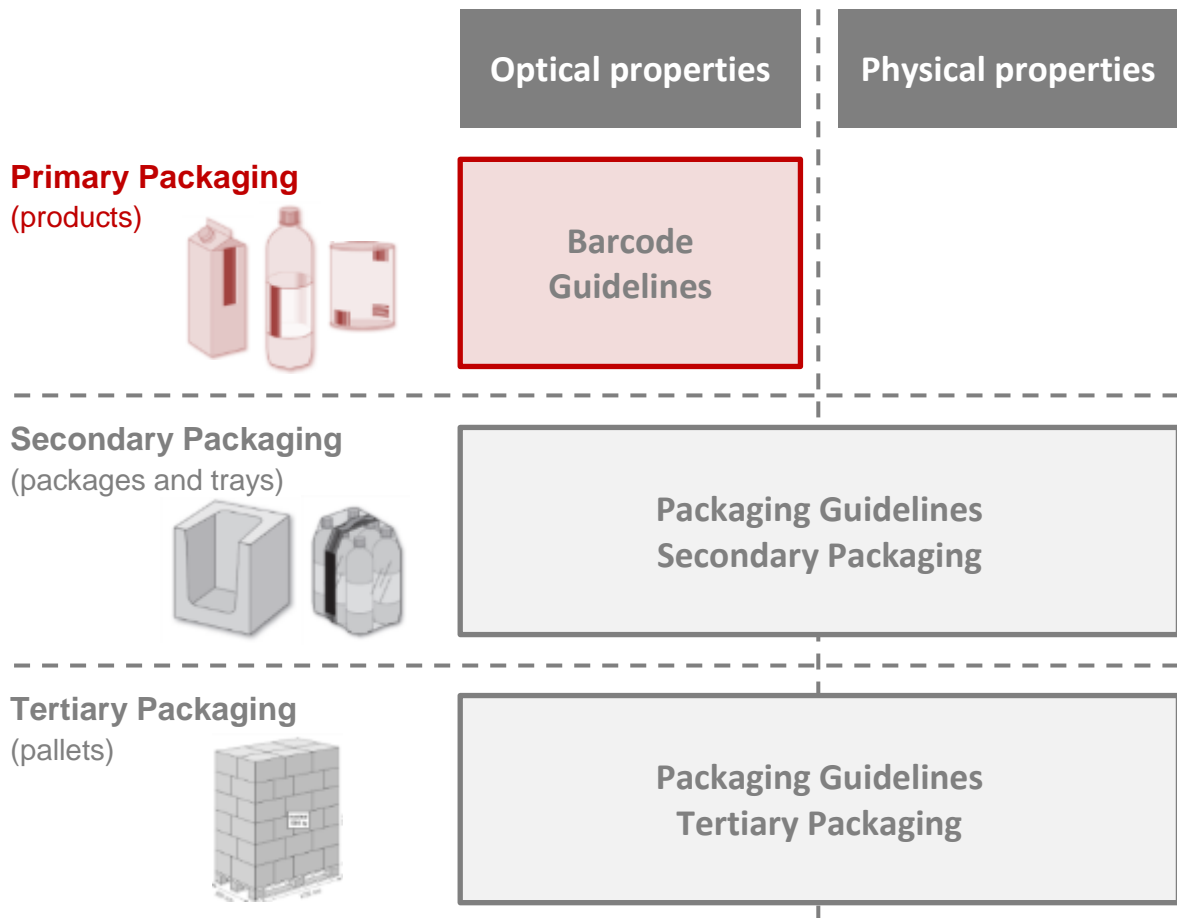 Optical properties
Physical properties
Primary Packaging
(products)
Barcode
Guidelines
Secondary Packaging
(packages and trays)
Packaging Guidelines
Secondary Packaging
Tertiary Packaging
(pallets)
Packaging Guidelines
Tertiary Packaging